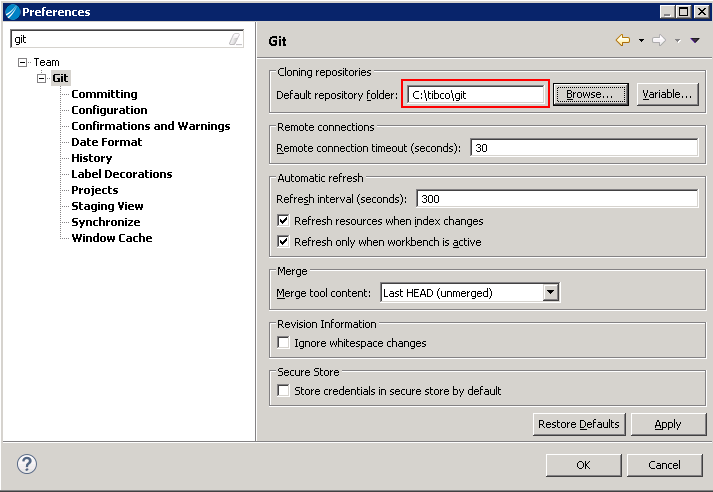 Preferences
git
Team
Git
Committing
Configuration
Confirmations and Warnings
Date Format
History
Label Decorations
Projects
Staging View
Synchronize
Window Cache
Git
Cloning repositories
Default repository folder: C:\tibco\git Browse... Variable...
Remote connections
Remote connection timeout (seconds): 30
Automatic refresh
Refresh interval (seconds): 300
Refresh resources when index changes
Refresh only when workbench is active
Merge
Merge tool content: Last HEAD (unmerged)
Revision Information
Ignore whitespace changes
Secure Store
Store credentials in secure store by default
Restore Defaults Apply
? OK Cancel